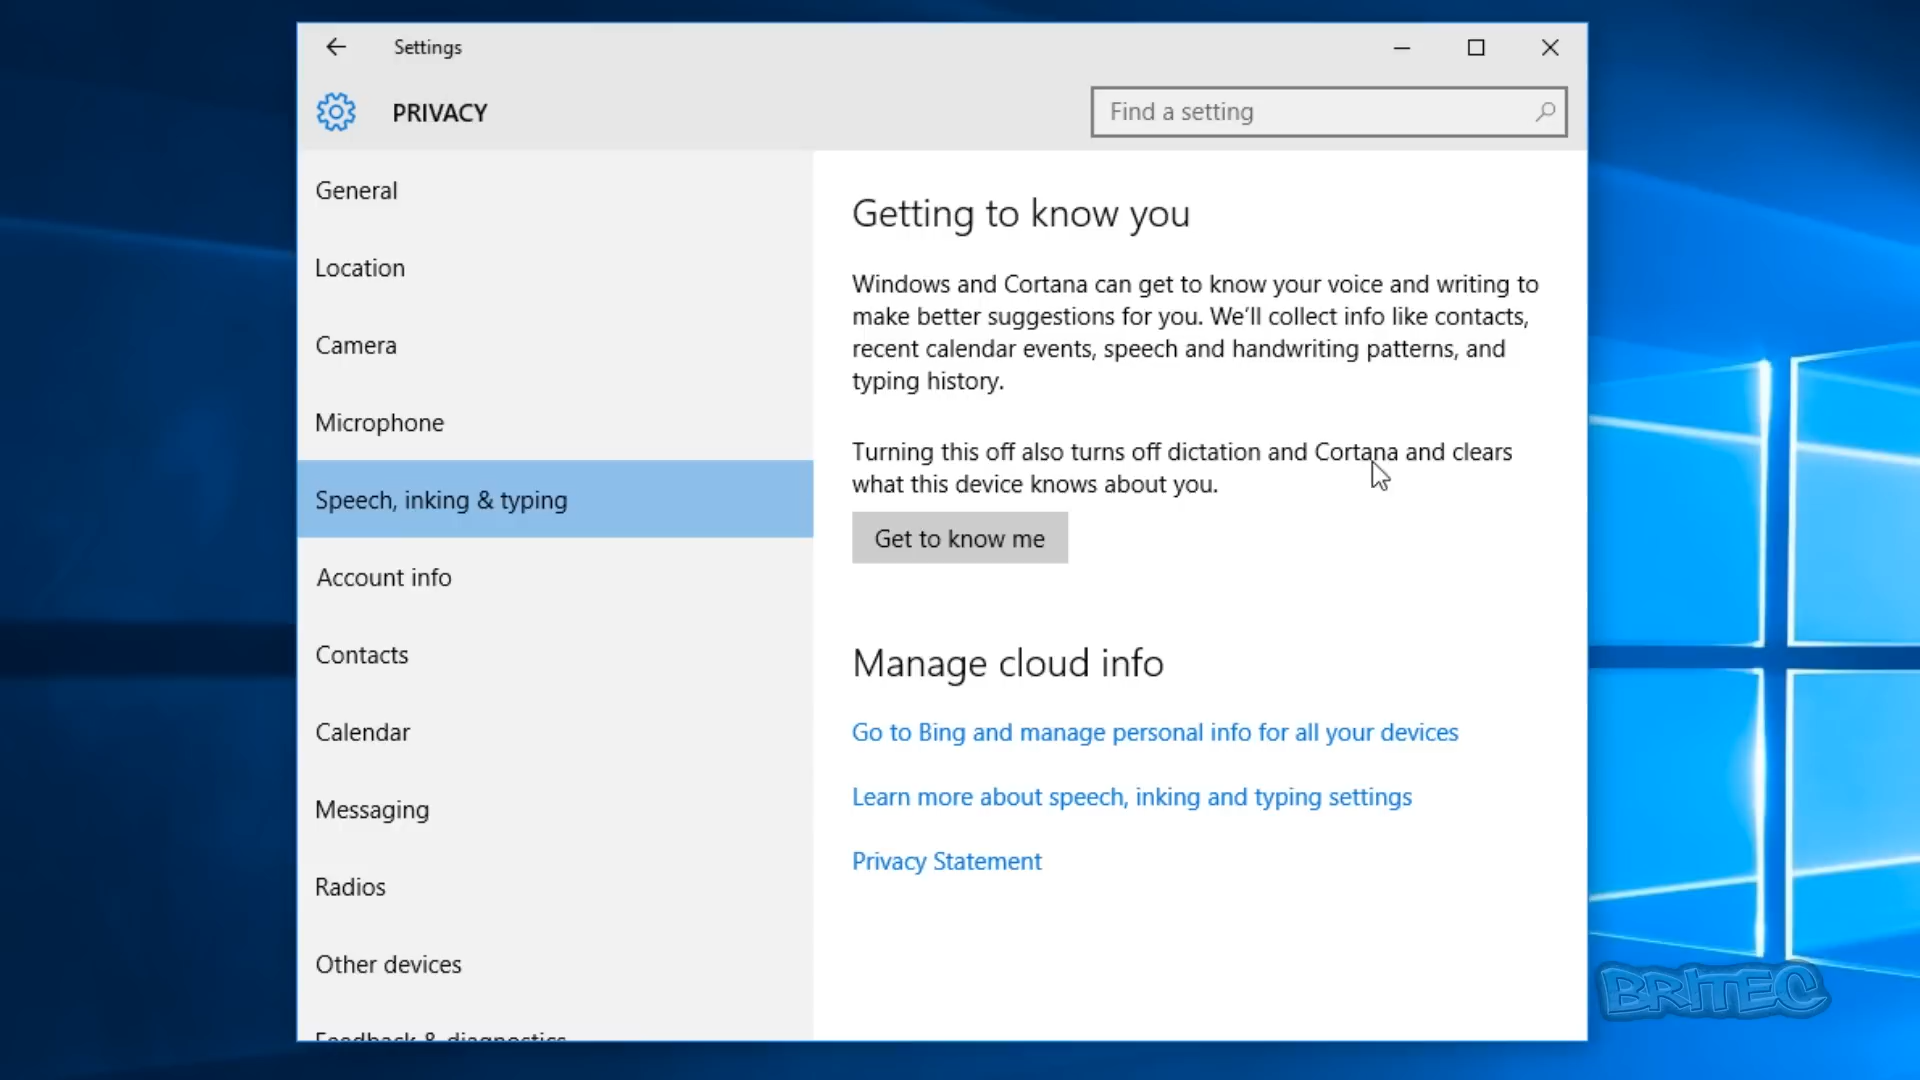 Settings
PRIVACY
Find a setting
General
Location
Camera
Microphone
Speech, inking & typing
Account info
Contacts
Calendar
Messaging
Radios
Other devices
Feedback & diagnostics
Getting to know you
Windows and Cortana can get to know your voice and writing to
make better suggestions for you. We'll collect info like contacts,
recent calendar events, speech and handwriting patterns, and
typing history.
Turning this off also turns off dictation and Cortana and clears
what this device knows about you.
Get to know me
Manage cloud info
Go to Bing and manage personal info for all your devices
Learn more about speech, inking and typing settings
Privacy Statement
BRITEC